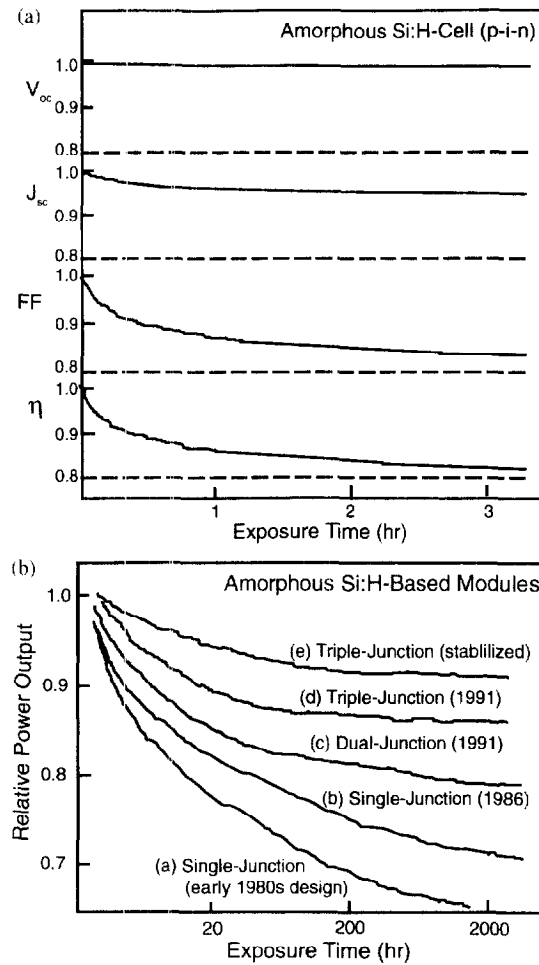 (a)
Amorphous Si:H-Cell (p-i-n)
1.0
Voc
0.9
0.8
1.0
Jsc
0.9
0.8
1.0
FF
0.9
0.8
1.0
η
0.9
0.8
1
2
3
Exposure Time (hr)
(b)
Amorphous Si:H-Based Modules
1.0
0.9
0.8
0.7
Relative Power Output
(e) Triple-Junction (stablilized)
(d) Triple-Junction (1991)
(c) Dual-Junction (1991)
(b) Single-Junction (1986)
(a) Single-Junction
(early 1980s design)
20
200
2000
Exposure Time (hr)